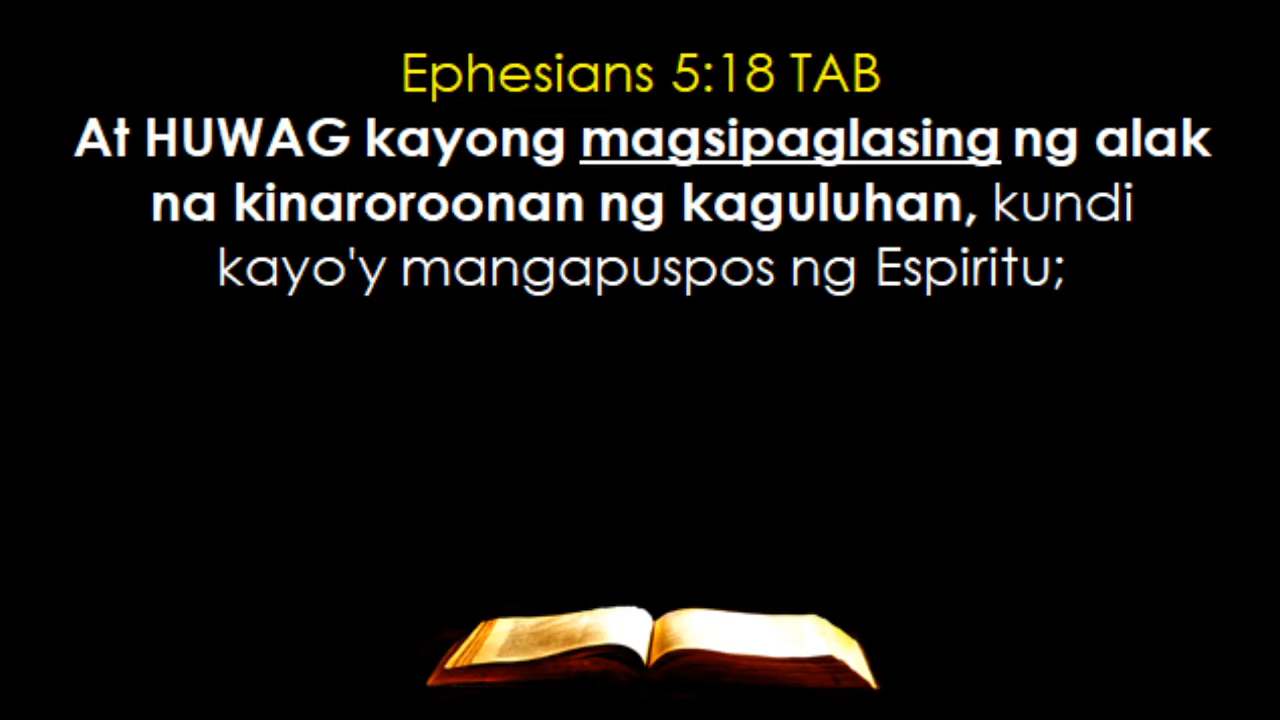 Ephesians 5:18 TAB
At HUWAG kayong magsipaglasing ng alak
na kinaroroonan ng kaguluhan, kundi
kayo'y mangapuspos ng Espiritu;